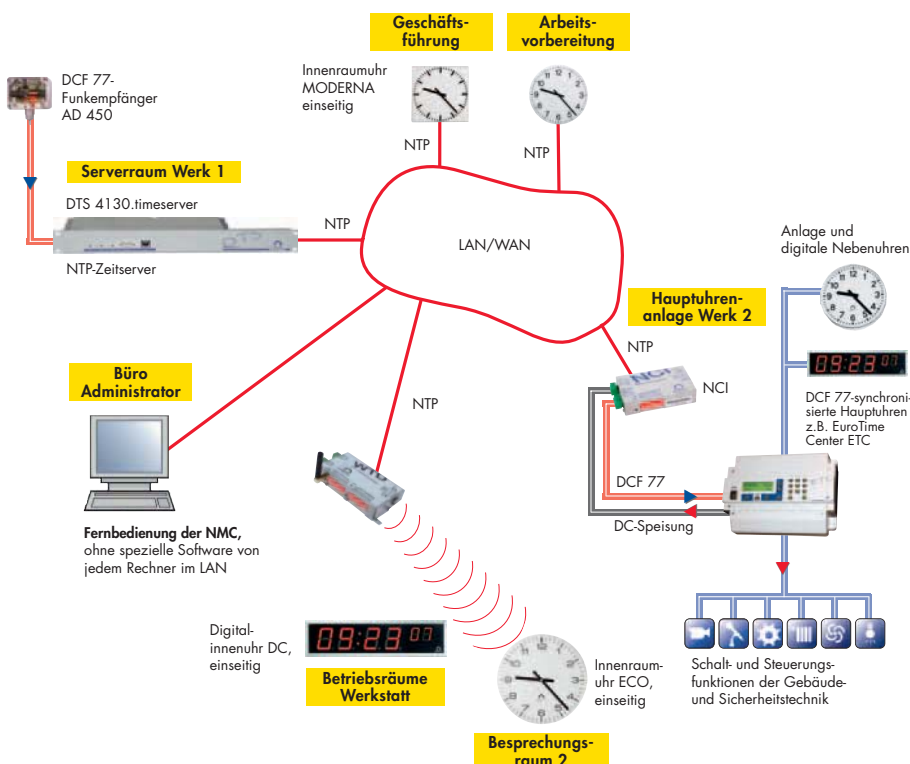 Geschäfts-
führung
Arbeits-
vorbereitung
DCF 77-
Funkempfänger
AD 450
Innenraumuhr
MODERNA
einseitig
NTP
NTP
Serverraum Werk 1
DTS 4130.timeserver
NTP
NTP-Zeitserver
LAN/WAN
Anlage und
digitale Nebenuhren
Hauptuhren-
anlage Werk 2
NTP
NCI
NCI
09:23 07
DCF 77-synchroni-
sierte Hauptuhren
z.B. EuroTime
Center ETC
Büro
Administrator
NTP
WTD
DCF 77
DC-Speisung
Fernbedienung der NMC,
ohne spezielle Software von
jedem Rechner im LAN
Digital-
innenuhr DC,
einseitig
09:23 07
Betriebsräume
Werkstatt
Innenraum-
uhr ECO,
einseitig
Besprechungs-
raum 2
Schalt- und Steuerungs-
funktionen der Gebäude-
und Sicherheitstechnik